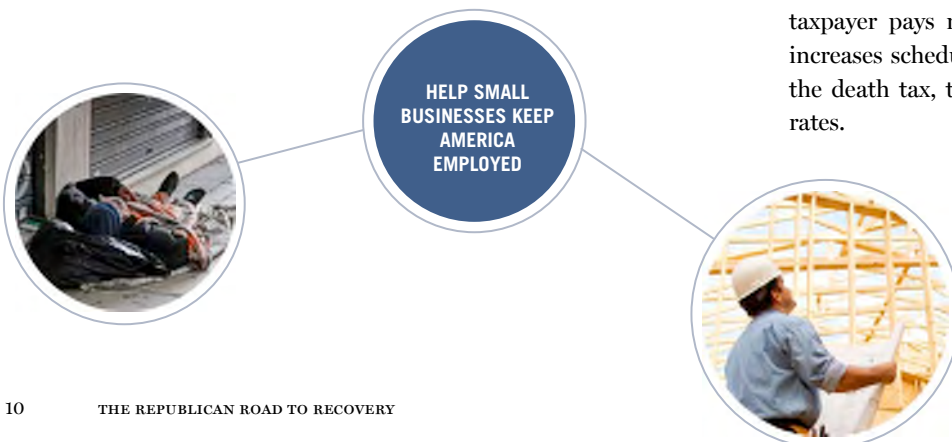 taxpayer pays
increases
the death tax,
rates.
HELP SMALL
BUSINESSES KEEP
AMERICA
EMPLOYED
10 THE REPUBLICAN ROAD TO RECOVERY